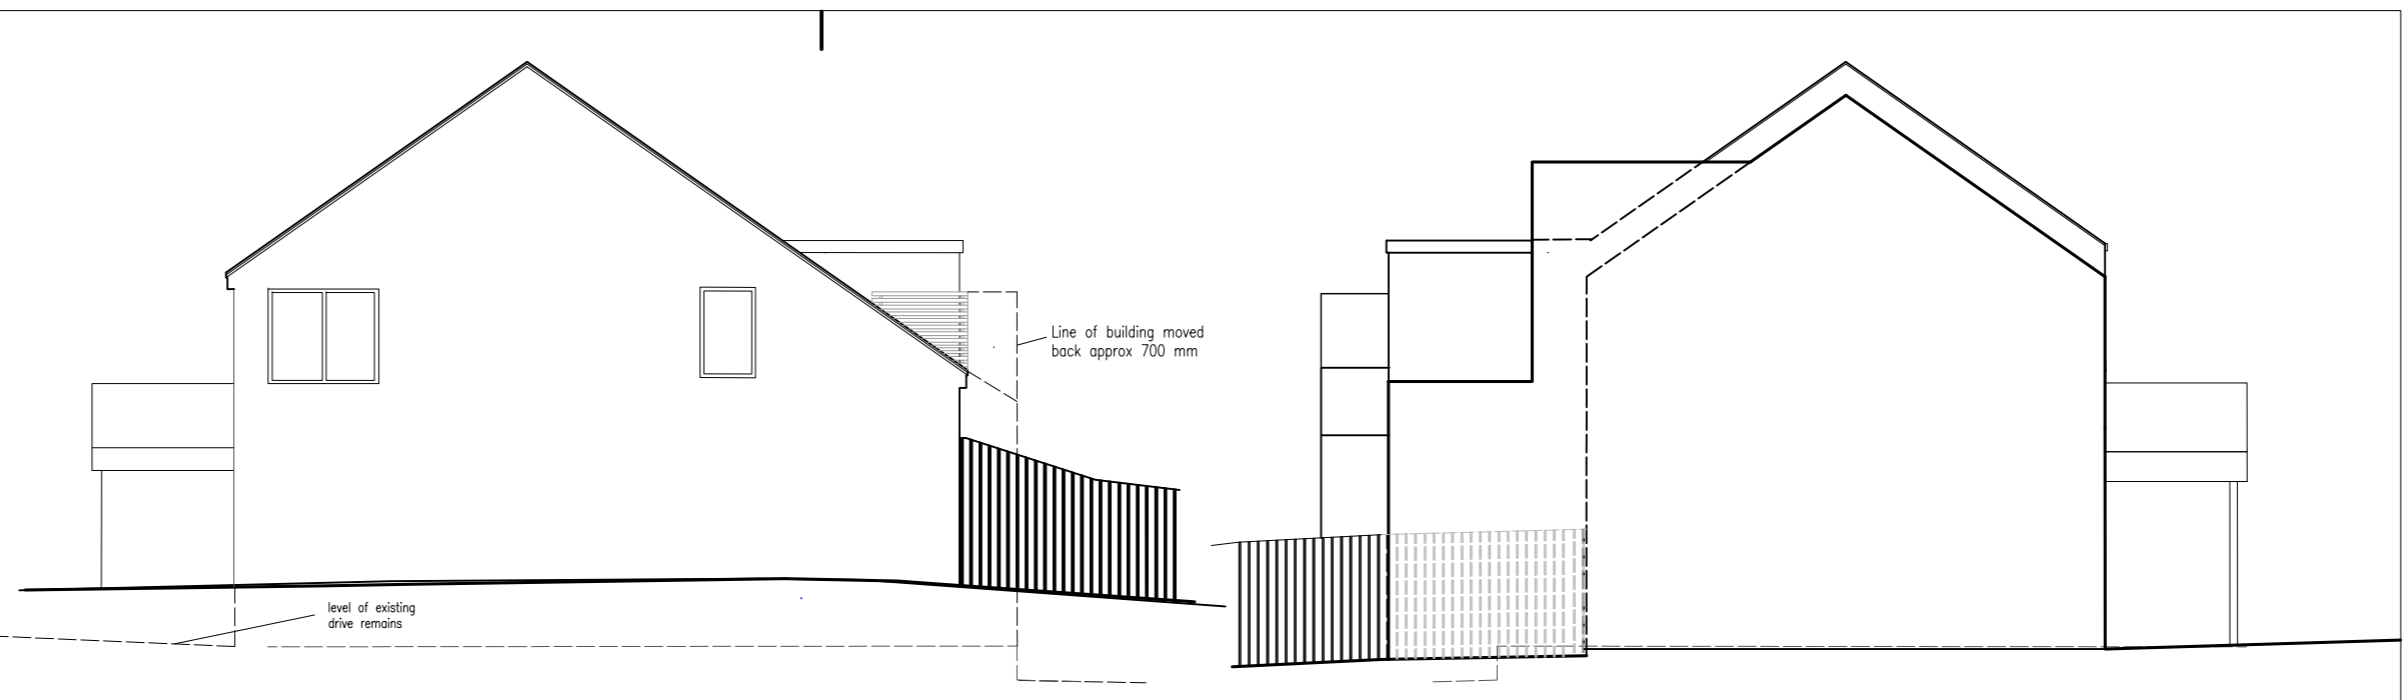 Line of building moved
back approx 700 mm
level of existing
drive remains